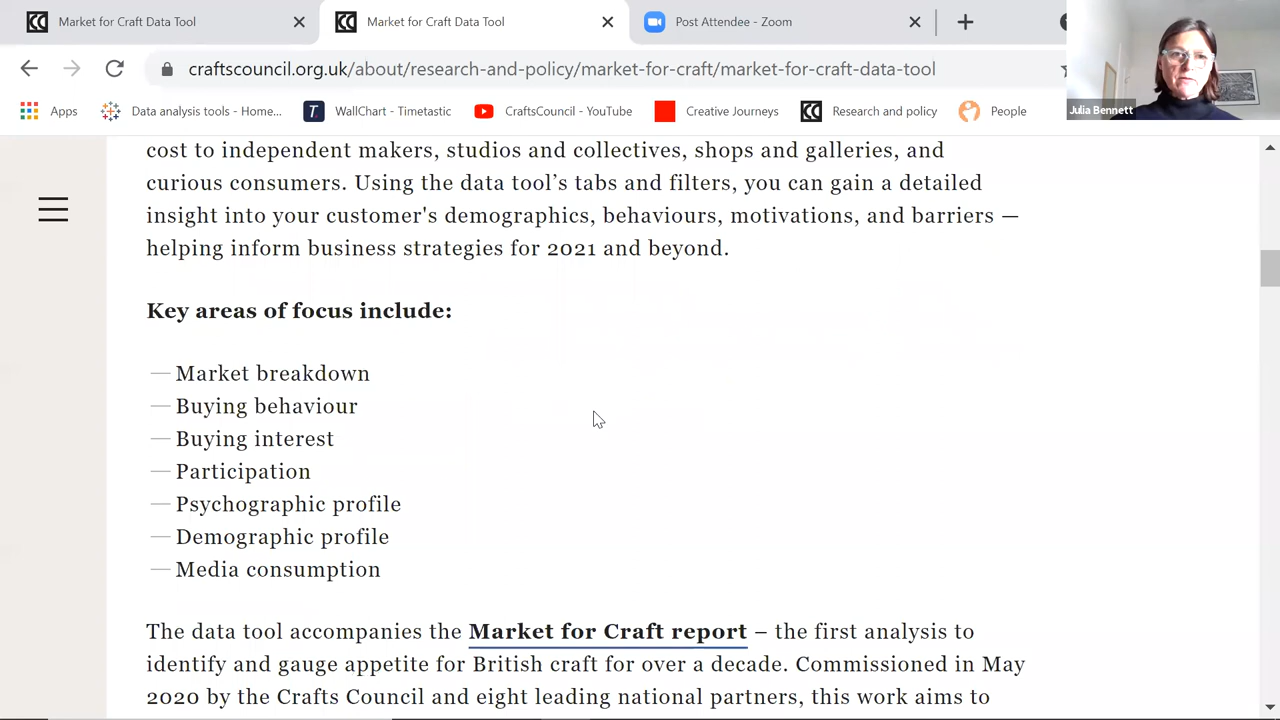 Market for Craft Data Tool
Market for Craft Data Tool
Post Attendee - Zoom
craftscouncil.org.uk/about/research-and-policy/market-for-craft/market-for-craft-data-tool
Apps
Data analysis tools - Home...
WallChart - Timetastic
CraftsCouncil - YouTube
Creative Journeys
Research and policy
People
Julia Bennett
cost to independent makers, studios and collectives, shops and galleries, and
curious consumers. Using the data tool’s tabs and filters, you can gain a detailed
insight into your customer's demographics, behaviours, motivations, and barriers —
helping inform business strategies for 2021 and beyond.
Key areas of focus include:
— Market breakdown
— Buying behaviour
— Buying interest
— Participation
— Psychographic profile
— Demographic profile
— Media consumption
The data tool accompanies the Market for Craft report – the first analysis to
identify and gauge appetite for British craft for over a decade. Commissioned in May
2020 by the Crafts Council and eight leading national partners, this work aims to